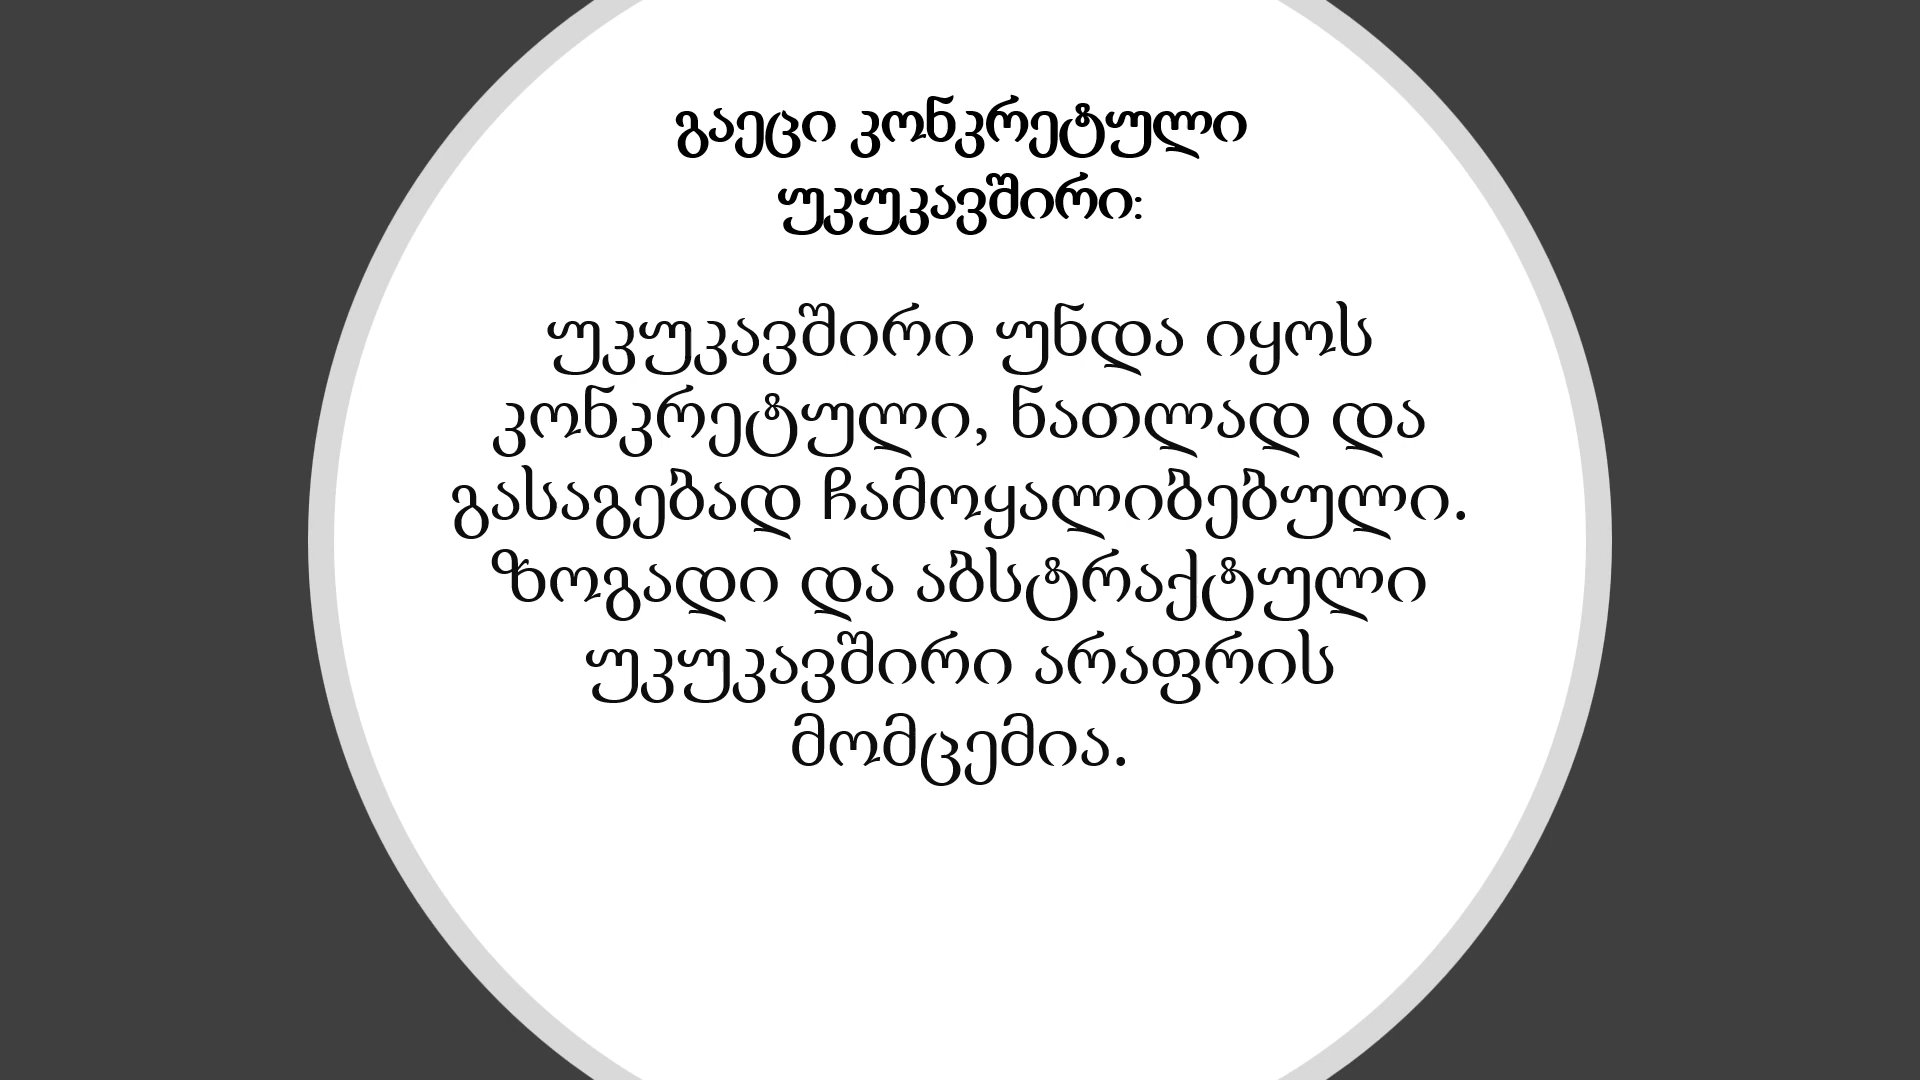 გაეცი კონკრეტული
უკუკავშირი:
უკუკავშირი უნდა იყოს
კონკრეტული, ნათლად და
გასაგებად ჩამოყალიბებული.
ზოგადი და აბსტრაქტული
უკუკავშირი არაფრის
მომცემია.